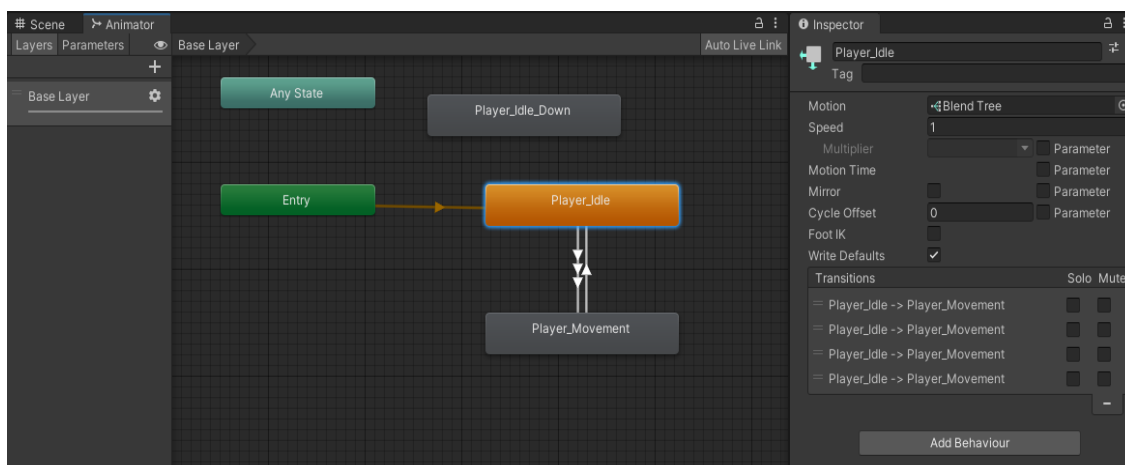 Scene
Animator
Layers Parameters
Base Layer
Auto Live Link
Base Layer
Any State
Player_Idle_Down
Entry
Player_Idle
Player_Movement
Inspector
Player_Idle
Tag
Motion Blend Tree
Speed 1
Multiplier Parameter
Motion Time Parameter
Mirror Parameter
Cycle Offset 0 Parameter
Foot IK
Write Defaults
Transitions Solo Mute
Player_Idle -> Player_Movement
Player_Idle -> Player_Movement
Player_Idle -> Player_Movement
Player_Idle -> Player_Movement
Add Behaviour